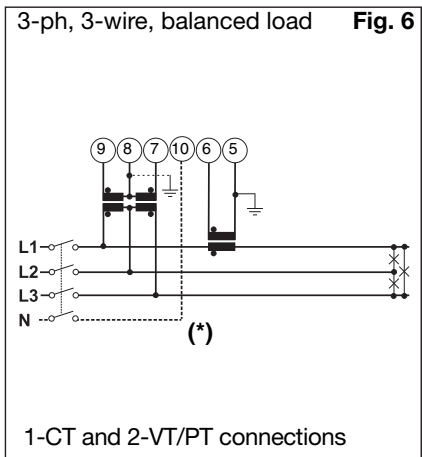 3-ph, 3-wire, balanced load Fig. 6
9 8 7 10 6 5
L1
L2
L3
N
(*)
1-CT and 2-VT/PT connections